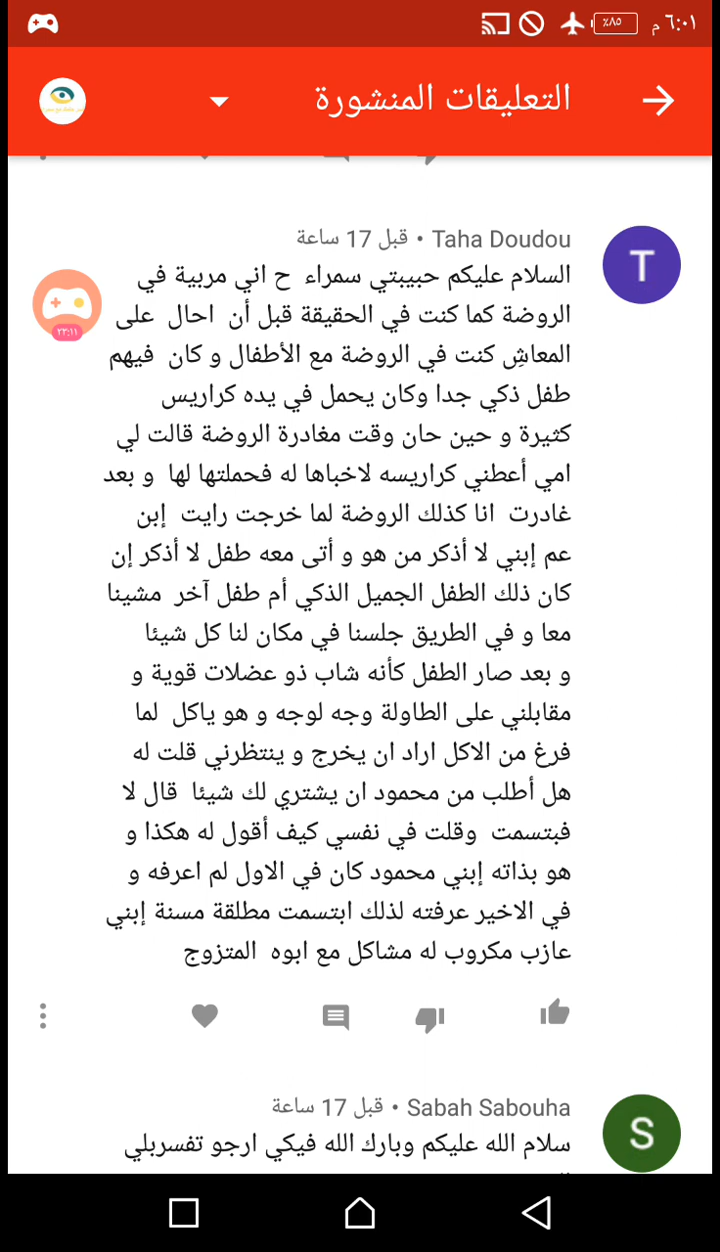 ٦:٠١ م
٪٨٥
التعليقات المنشورة
Taha Doudou • قبل 17 ساعة
السلام عليكم حبيبتي سمراء ح اني مربية في
الروضة كما كنت في الحقيقة قبل أن احال على
المعاشِ كنت في الروضة مع الأطفال و كان فيهم
طفل ذكي جدا وكان يحمل في يده كراريس
كثيرة و حين حان وقت مغادرة الروضة قالت لي
امي أعطني كراريسه لاخباها له فحملتها لها و بعد
غادرت انا كذلك الروضة لما خرجت رايت إبن
عم إبني لا أذكر من هو و أتى معه طفل لا أذكر إن
كان ذلك الطفل الجميل الذكي أم طفل آخر مشينا
معا و في الطريق جلسنا في مكان لنا كل شيئا
و بعد صار الطفل كأنه شاب ذو عضلات قوية و
مقابلني على الطاولة وجه لوجه و هو ياكل لما
فرغ من الاكل اراد ان يخرج و ينتظرني قلت له
هل أطلب من محمود ان يشتري لك شيئا قال لا
فبتسمت وقلت في نفسي كيف أقول له هكذا و
هو بذاته إبني محمود كان في الاول لم اعرفه و
في الاخير عرفته لذلك ابتسمت مطلقة مسنة إبني
عازب مكروب له مشاكل مع ابوه المتزوج
T
٢٣:١١
Sabah Sabouha • قبل 17 ساعة
سلام الله عليكم وبارك الله فيكي ارجو تفسربلي
S